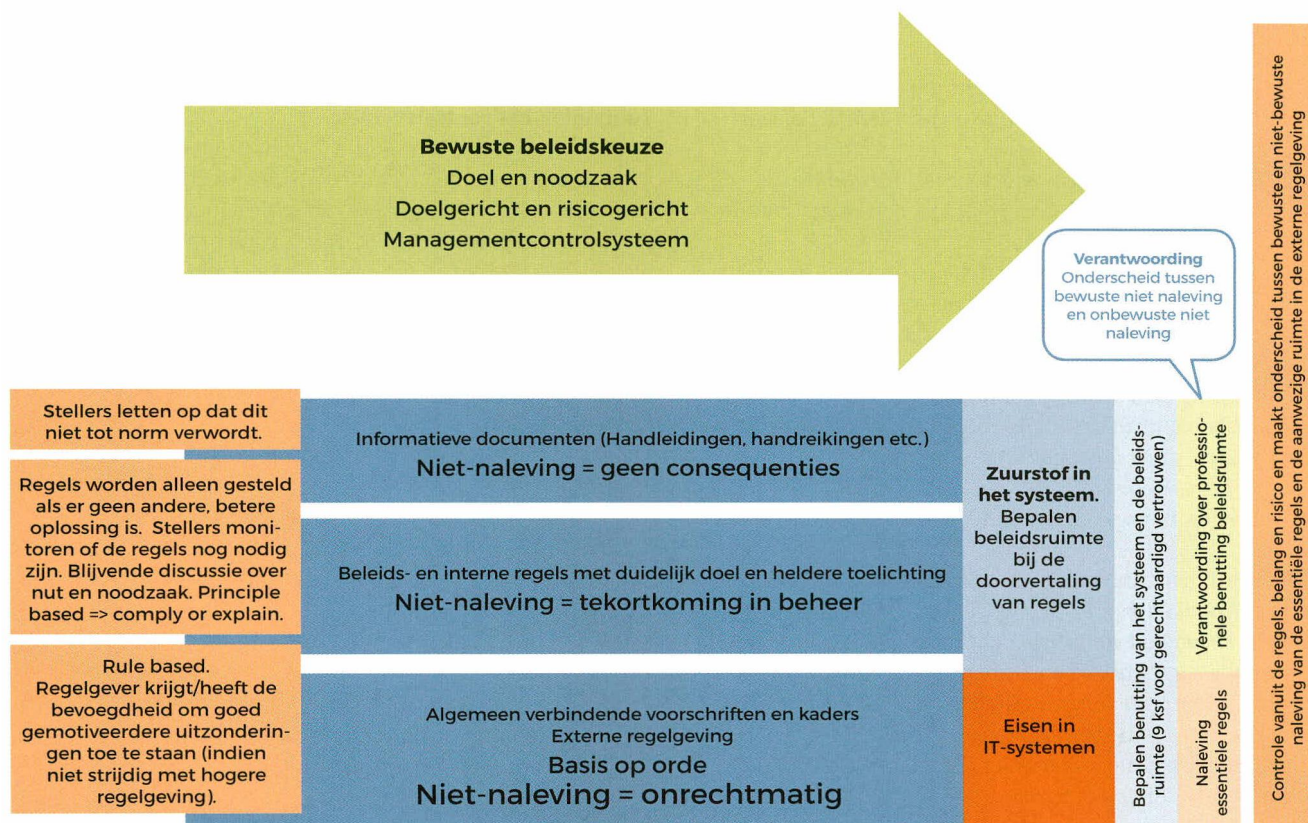 Bewuste beleidskeuze
Doel en noodzaak
Doelgericht en risicogericht
Managementcontrolsysteem
Verantwoording
Onderscheid tussen
bewuste niet naleving
en onbewuste niet
naleving
Stellers letten op dat dit
niet tot norm verwordt.
Regels worden alleen gesteld
als er geen andere, betere
oplossing is. Stellers moni-
toren of de regels nog nodig
zijn. Blijvende discussie over
nut en noodzaak. Principle
based => comply or explain.
Rule based.
Regelgever krijgt/heeft de
bevoegdheid om goed
gemotiveerdere uitzonderin-
gen toe te staan (indien
niet strijdig met hogere
regelgeving).
Informatieve documenten (Handleidingen, handreikingen etc.)
Niet-naleving = geen consequenties
Beleids- en interne regels met duidelijk doel en heldere toelichting
Niet-naleving = tekortkoming in beheer
Algemeen verbindende voorschriften en kaders
Externe regelgeving
Basis op orde
Niet-naleving = onrechtmatig
Zuurstof in
het systeem.
Bepalen
beleidsruimte
bij de
doorvertaling
van regels
Eisen in
IT-systemen
Bepalen benutting van het systeem en de beleids-
ruimte (9 ksf voor gerechtvaardigd vertrouwen)
Verantwoording over professio-
nele benutting beleidsruimte
Naleving
essentiele regels
Controle vanuit de regels, belang en risico en maakt onderscheid tussen bewuste en niet-bewuste
naleving van de essentiële regels en de aanwezige ruimte in de externe regelgeving